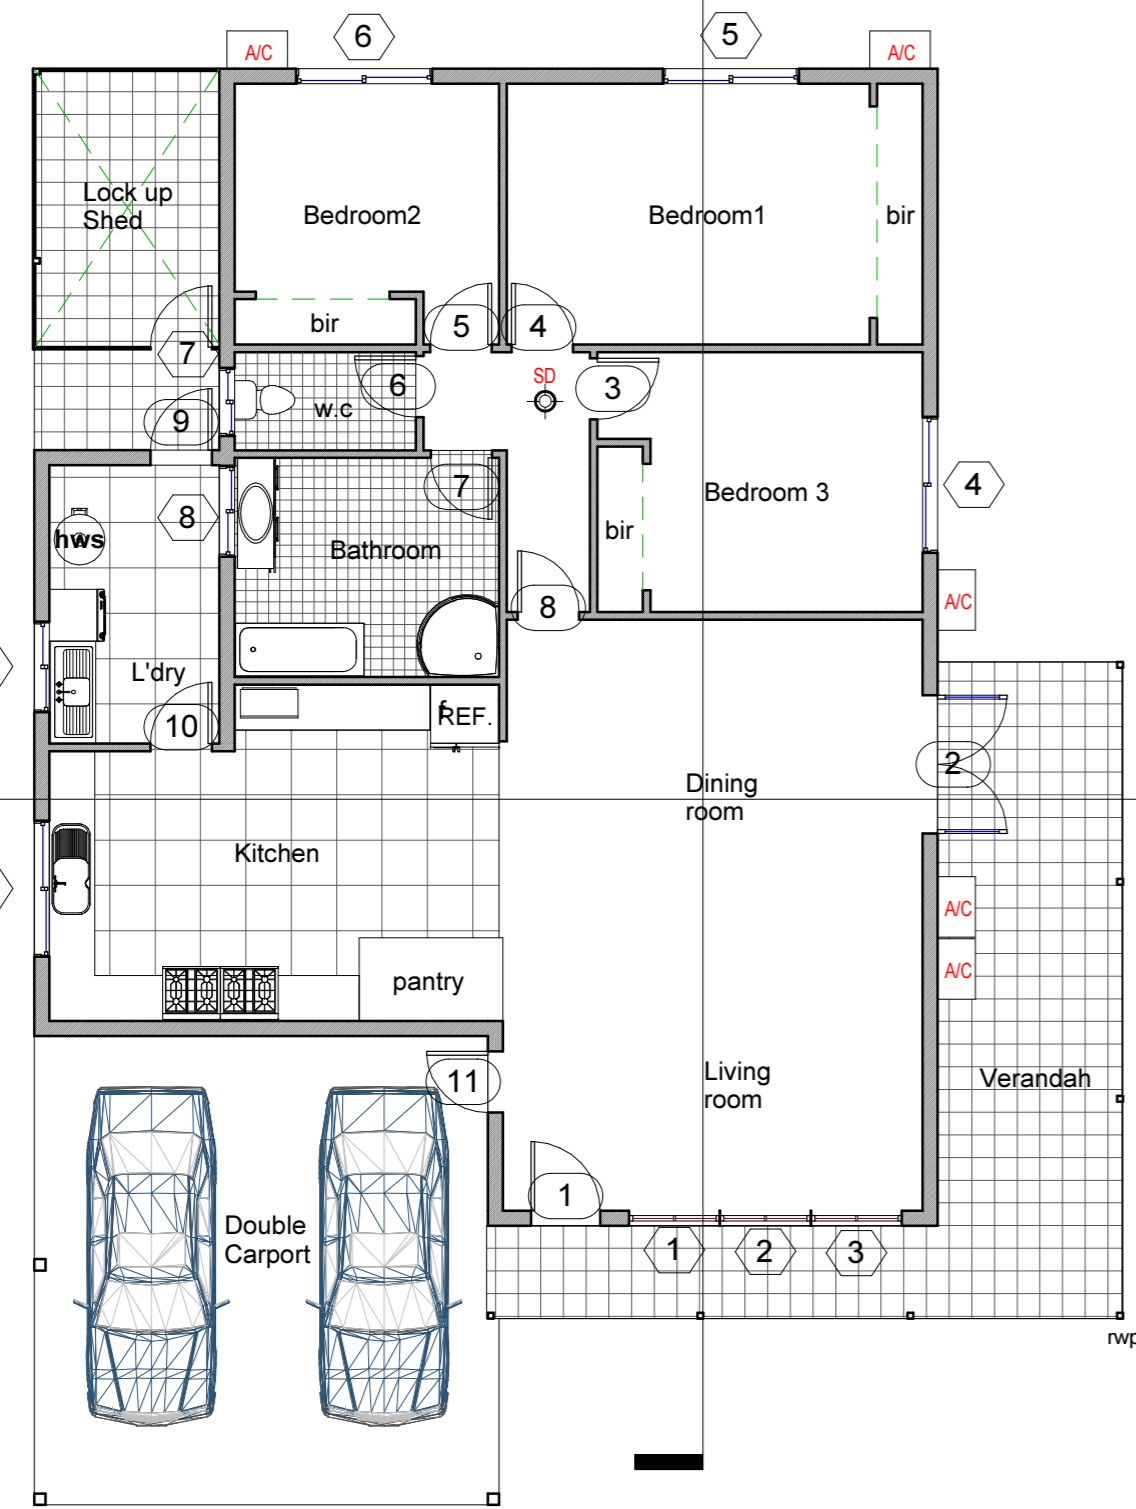 6
5
A/C
A/C
Lock up
Shed
Bedroom2
Bedroom1
bir
bir
5
4
7
SD
6
3
w.c
9
7
Bedroom 3
4
8
hws
bir
Bathroom
A/C
8
L'dry
f
REF.
10
2
Dining
room
Kitchen
A/C
A/C
pantry
11
Living
room
Verandah
1
Double
Carport
1
2
3
rwp